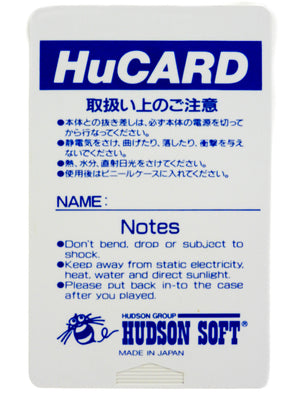 HuCARD
取扱い上のご注意
●本体との抜き差しは、必ず本体の電源を切って
から行なってください。
●静電気をさけ、曲げたり、落したり、衝撃を与え
ないでください。
●熱、水分、直射日光をさけてください。
●使用後はビニールケースに入れてください。
NAME:
Notes
●Don't bend, drop or subject to
shock.
●Keep away from static electricity,
heat, water and direct sunlight.
●Please put back in-to the case
after you played.
HUDSON GROUP
HUDSON SOFT®
MADE IN JAPAN